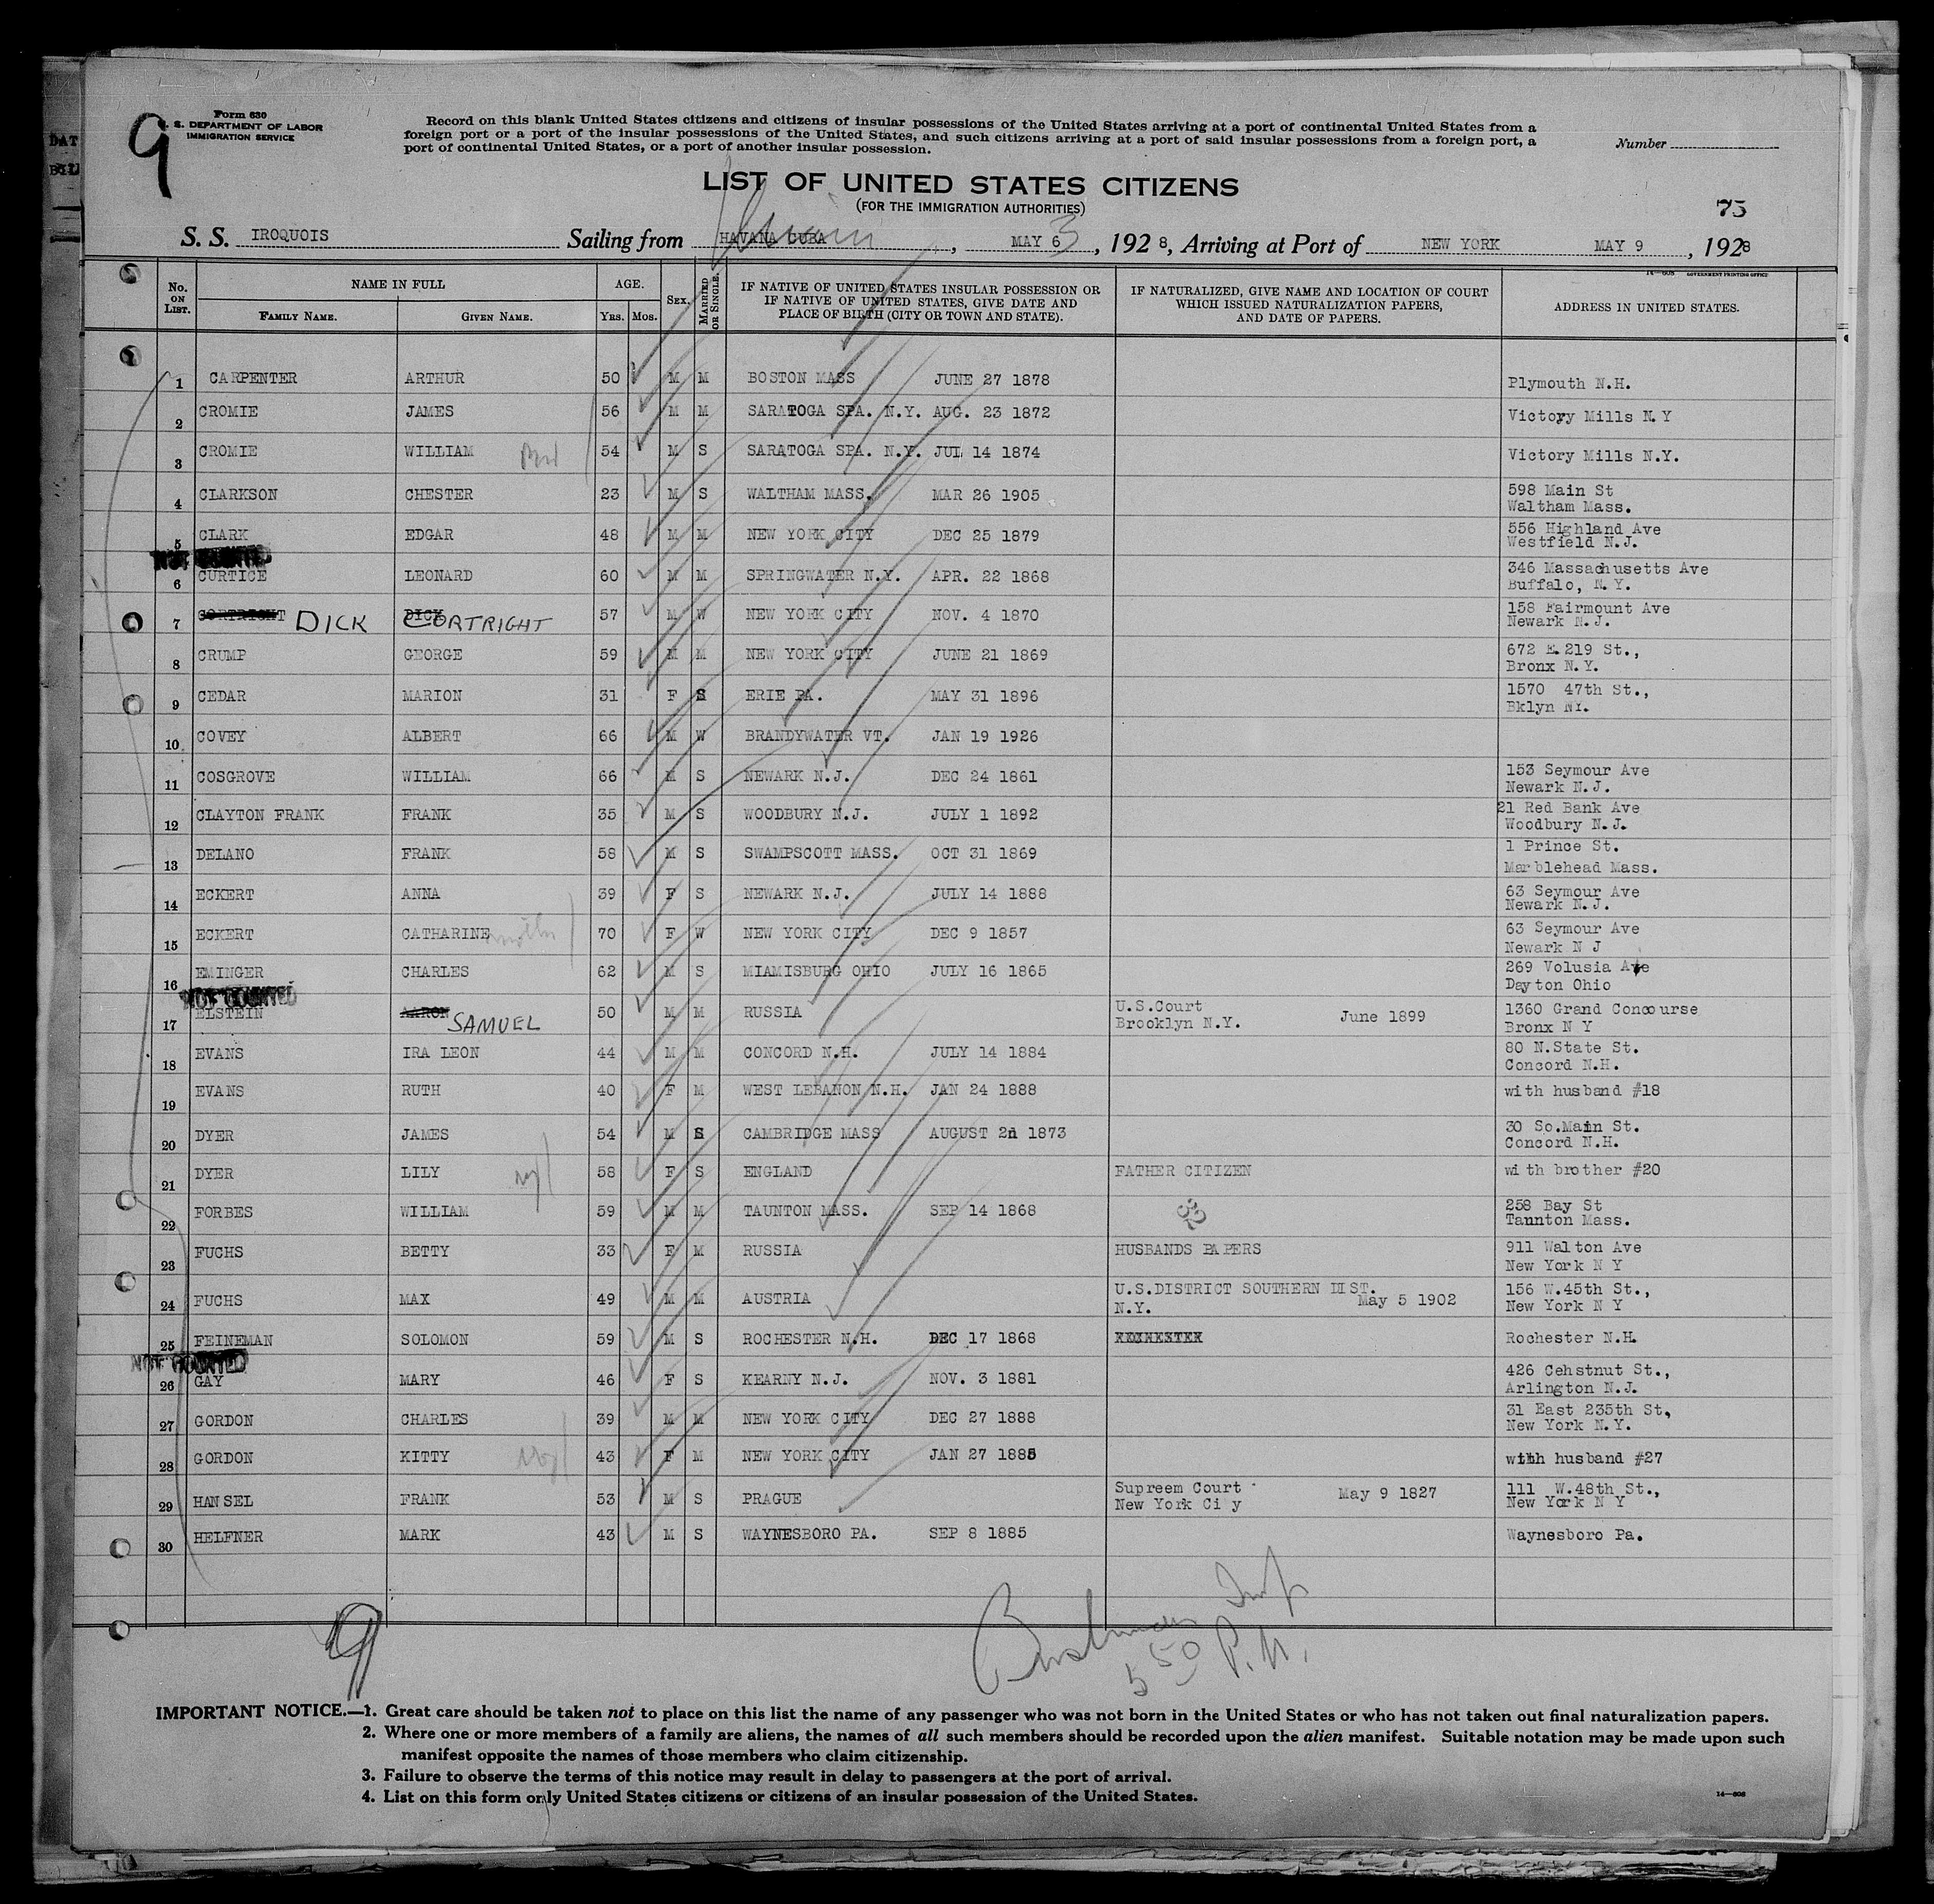 9
Form 630
U. S. DEPARTMENT OF LABOR
IMMIGRATION SERVICE
Record on this blank United States citizens and citizens of insular possessions of the United States arriving at a port of continental United States from a
foreign port or a port of the insular possessions of the United States, and such citizens arriving at a port of said insular possessions from a foreign port, a
port of continental United States, or a port of another insular possession.
Number
LIST OF UNITED STATES CITIZENS
(FOR THE IMMIGRATION AUTHORITIES)
75
S. S. IROQUOIS Sailing from HAVANA CUBA, MAY 6 3, 1928, Arriving at Port of NEW YORK MAY 9, 1928
14—608 GOVERNMENT PRINTING OFFICE
No. ON LIST. NAME IN FULL FAMILY NAME. GIVEN NAME. AGE. YRS. MOS. SEX. MARRIED OR SINGLE. IF NATIVE OF UNITED STATES INSULAR POSSESSION OR IF NATIVE OF UNITED STATES, GIVE DATE AND PLACE OF BIRTH (CITY OR TOWN AND STATE). IF NATURALIZED, GIVE NAME AND LOCATION OF COURT WHICH ISSUED NATURALIZATION PAPERS, AND DATE OF PAPERS. ADDRESS IN UNITED STATES.
1 CARPENTER ARTHUR 50 M M BOSTON MASS JUNE 27 1878 Plymouth N.H.
2 CROMIE JAMES 56 M M SARATOGA SPA. N.Y. AUG. 23 1872 Victory Mills N.Y
3 CROMIE WILLIAM 54 M S SARATOGA SPA. N.Y. JUL 14 1874 Victory Mills N.Y.
4 CLARKSON CHESTER 23 M S WALTHAM MASS. MAR 26 1905 598 Main St
Waltham Mass.
5 CLARK EDGAR 48 M M NEW YORK CITY DEC 25 1879 556 Highland Ave
Westfield N.J.
NOT COUNTED
6 CURTICE LEONARD 60 M M SPRINGWATER N.Y. APR. 22 1868 346 Massachusetts Ave
Buffalo, N.Y.
7 CORTRIGHT DICK DICK CORTRIGHT 57 M W NEW YORK CITY NOV. 4 1870 158 Fairmount Ave
Newark N.J.
8 CRUMP GEORGE 59 M M NEW YORK CITY JUNE 21 1869 672 E.219 St.,
Bronx N.Y.
9 CEDAR MARION 31 F S ERIE PA. MAY 31 1896 1570 47th St.,
Bklyn NY.
10 COVEY ALBERT 66 M W BRANDYWATER VT. JAN 19 1926
11 COSGROVE WILLIAM 66 M S NEWARK N.J. DEC 24 1861 153 Seymour Ave
Newark N.J.
12 CLAYTON FRANK FRANK 35 M S WOODBURY N.J. JULY 1 1892 21 Red Bank Ave
Woodbury N.J.
13 DELANO FRANK 58 M S SWAMPSCOTT MASS. OCT 31 1869 1 Prince St.
Marblehead Mass.
14 ECKERT ANNA 39 F S NEWARK N.J. JULY 14 1888 63 Seymour Ave
Newark N.J.
15 ECKERT CATHARINE 70 F W NEW YORK CITY DEC 9 1857 63 Seymour Ave
Newark N J
16 EMINGER CHARLES 62 M S MIAMISBURG OHIO JULY 16 1865 269 Volusia Ave
Dayton Ohio
NOT COUNTED
17 ELSTEIN AARON SAMUEL 50 M M RUSSIA U.S.Court
Brooklyn N.Y. June 1899 1360 Grand Concourse
Bronx N Y
18 EVANS IRA LEON 44 M M CONCORD N.H. JULY 14 1884 80 N.State St.
Concord N.H.
19 EVANS RUTH 40 F M WEST LEBANON N.H. JAN 24 1888 with husband #18
20 DYER JAMES 54 M S CAMBRIDGE MASS AUGUST 2n 1873 30 So.Main St.
Concord N.H.
21 DYER LILY 58 F S ENGLAND FATHER CITIZEN with brother #20
22 FORBES WILLIAM 59 M M TAUNTON MASS. SEP 14 1868 32 258 Bay St
Tannton Mass.
23 FUCHS BETTY 33 F M RUSSIA HUSBANDS PAPERS 911 Walton Ave
New York N Y
24 FUCHS MAX 49 M M AUSTRIA U.S.DISTRICT SOUTHERN DIST.
N.Y. May 5 1902 156 W.45th St.,
New York N Y
25 FEINEMAN SOLOMON 59 M S ROCHESTER N.H. DEC 17 1868 Rochester N.H.
NOT COUNTED
26 GAY MARY 46 F S KEARNY N.J. NOV. 3 1881 426 Cehstnut St.,
Arlington N.J.
27 GORDON CHARLES 39 M M NEW YORK CITY DEC 27 1888 31 East 235th St,
New York N.Y.
28 GORDON KITTY 43 F M NEW YORK CITY JAN 27 1885 with husband #27
29 HANSEL FRANK 53 M S PRAGUE Supreem Court
New York Ci y May 9 1827 111 W.48th St.,
New York N Y
30 HELFNER MARK 43 M S WAYNESBORO PA. SEP 8 1885 Waynesboro Pa.
9
Insp
5 50 P.M.
IMPORTANT NOTICE.—1. Great care should be taken not to place on this list the name of any passenger who was not born in the United States or who has not taken out final naturalization papers.
2. Where one or more members of a family are aliens, the names of all such members should be recorded upon the alien manifest. Suitable notation may be made upon such
manifest opposite the names of those members who claim citizenship.
3. Failure to observe the terms of this notice may result in delay to passengers at the port of arrival.
4. List on this form only United States citizens or citizens of an insular possession of the United States.
14—608